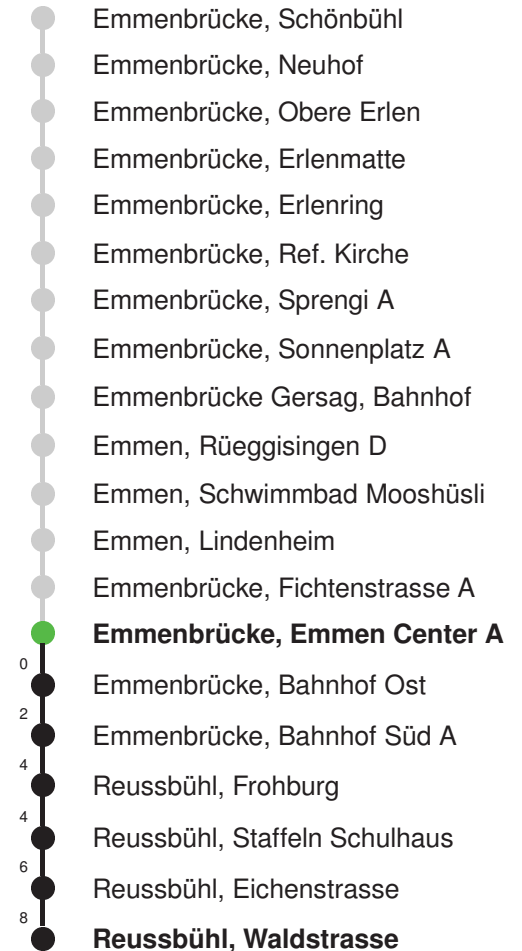 Emmenbrücke, Schönbühl
Emmenbrücke, Neuhof
Emmenbrücke, Obere Erlen
Emmenbrücke, Erlenmatte
Emmenbrücke, Erlenring
Emmenbrücke, Ref. Kirche
Emmenbrücke, Sprengi A
Emmenbrücke, Sonnenplatz A
Emmenbrücke Gersag, Bahnhof
Emmen, Rüeggisingen D
Emmen, Schwimmbad Mooshüsli
Emmen, Lindenheim
Emmenbrücke, Fichtenstrasse A
Emmenbrücke, Emmen Center A
0
Emmenbrücke, Bahnhof Ost
2
Emmenbrücke, Bahnhof Süd A
4
Reussbühl, Frohburg
4
Reussbühl, Staffeln Schulhaus
6
Reussbühl, Eichenstrasse
8
Reussbühl, Waldstrasse